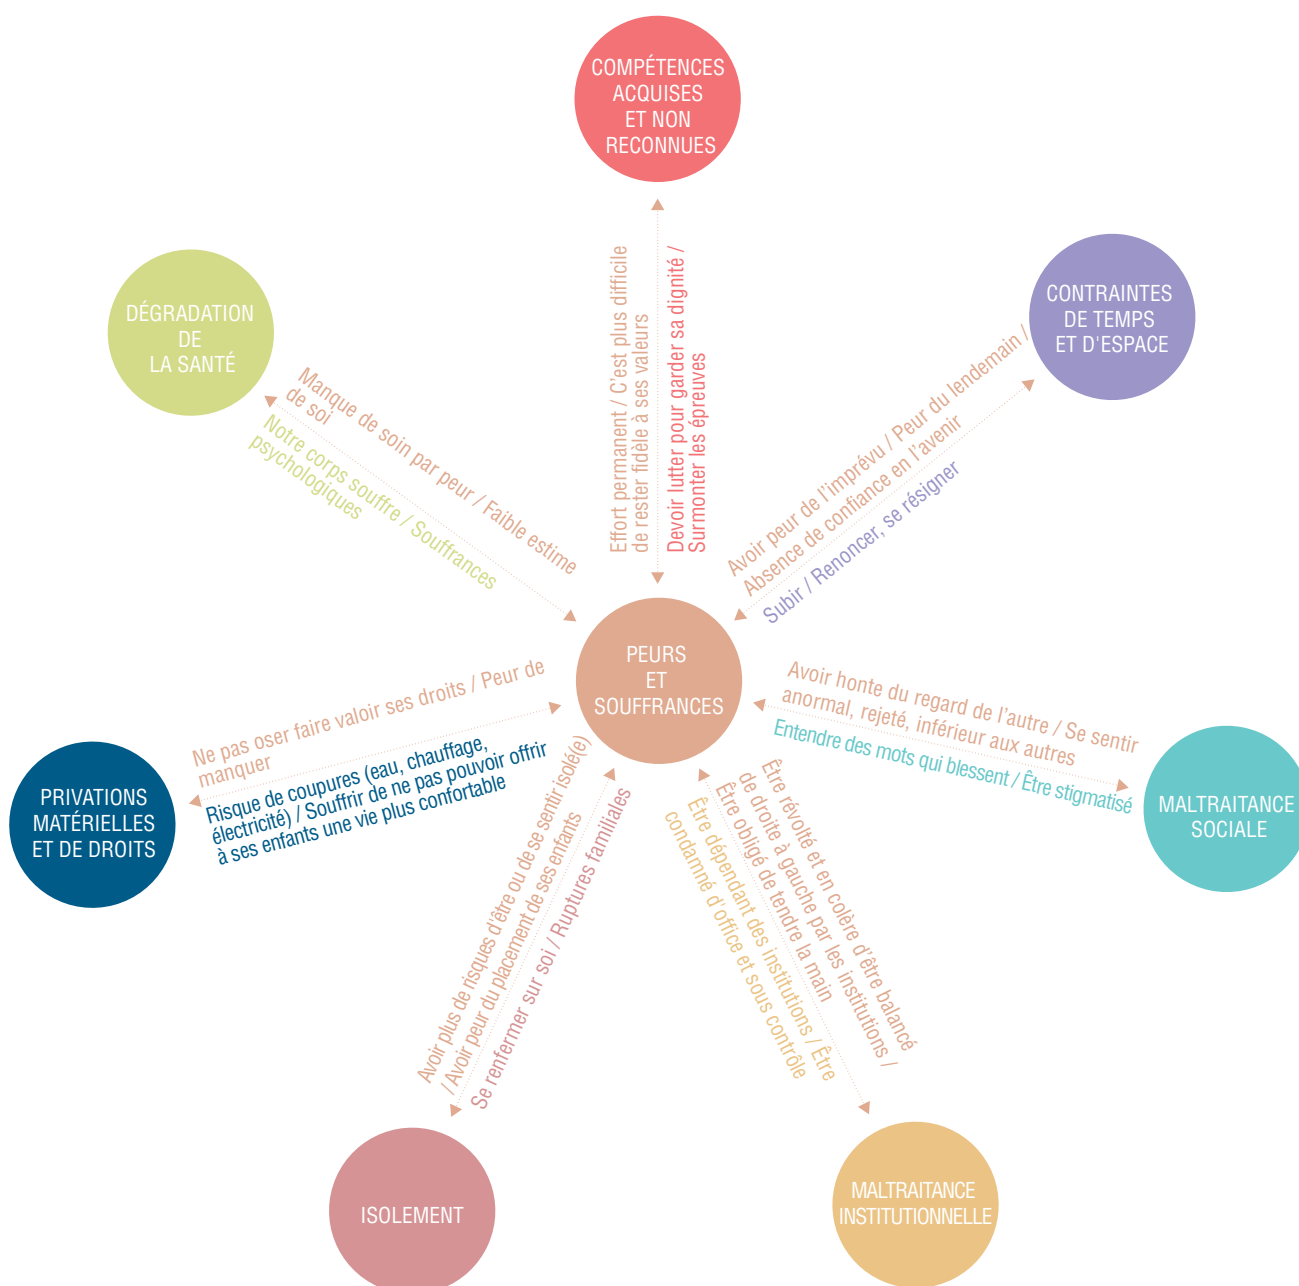 COMPÉTENCES
ACQUISES
ET NON
RECONNUES
Effort permanent / C'est plus difficile
de rester fidèle à ses valeurs
Devoir lutter pour garder sa dignité /
Surmonter les épreuves
CONTRAINTES
DE TEMPS
ET D'ESPACE
Avoir peur de l'imprévu / Peur du lendemain /
Absence de confiance en l'avenir
Subir / Renoncer, se résigner
DÉGRADATION
DE
LA SANTÉ
Manque de soin par peur / Faible estime
de soi
Notre corps souffre / Souffrances
psychologiques
PEURS
ET
SOUFFRANCES
Avoir honte du regard de l'autre / Se sentir
anormal, rejeté, inférieur aux autres
Entendre des mots qui blessent / Être stigmatisé
MALTRAITANCE
SOCIALE
Ne pas oser faire valoir ses droits / Peur de
manquer
Risque de coupures (eau, chauffage,
électricité) / Souffrir de ne pas pouvoir offrir
à ses enfants une vie plus confortable
PRIVATIONS
MATÉRIELLES
ET DE DROITS
Avoir plus de risques d'être ou de se sentir isolé(e)
/ Avoir peur du placement de ses enfants
Se renfermer sur soi / Ruptures familiales
ISOLEMENT
Être révolté et en colère d'être balancé
de droite à gauche par les institutions /
Être obligé de tendre la main
Être dépendant des institutions / Être
condamné d'office et sous contrôle
MALTRAITANCE
INSTITUTIONNELLE